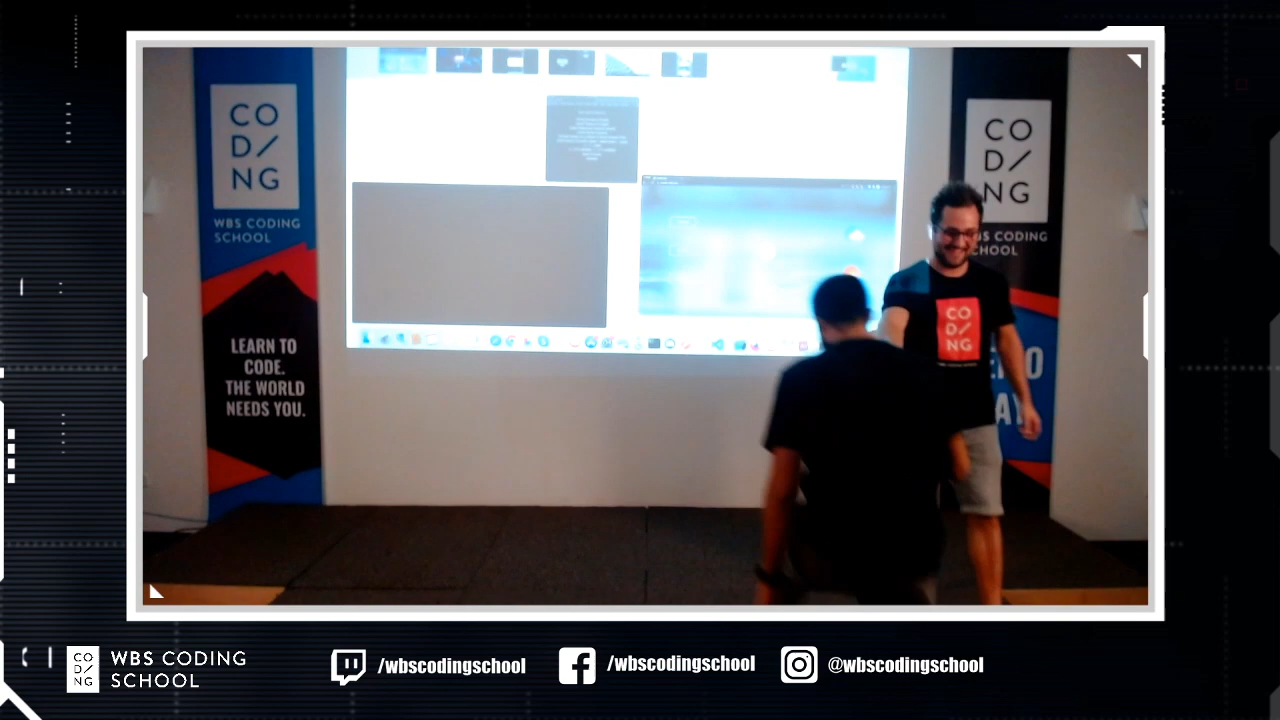 CO
D/
NG
WBS CODING
SCHOOL
LEARN TO
CODE.
THE WORLD
NEEDS YOU.
CO
D/
NG
WBS CODING
SCHOOL
CO
D/
NG
CO
D/
NG
WBS CODING
SCHOOL
/wbscodingschool
/wbscodingschool
@wbscodingschool